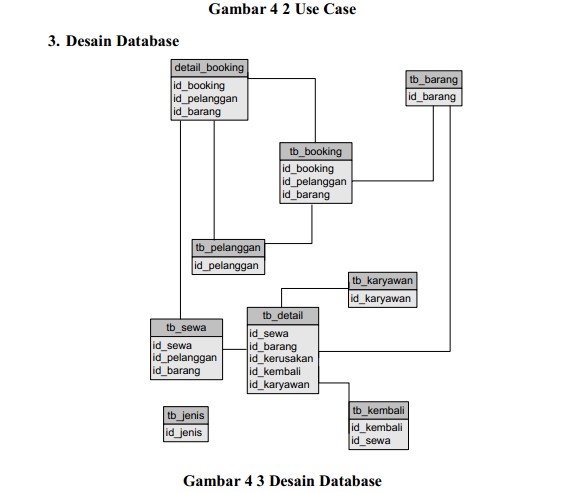 Gambar 4 2 Use Case
3. Desain Database
detail_booking
id_booking
id_pelanggan
id_barang
tb_barang
id_barang
tb_booking
id_booking
id_pelanggan
id_barang
tb_pelanggan
id_pelanggan
tb_karyawan
id_karyawan
tb_detail
id_sewa
id_barang
id_kerusakan
id_kembali
id_karyawan
tb_sewa
id_sewa
id_pelanggan
id_barang
tb_jenis
id_jenis
tb_kembali
id_kembali
id_sewa
Gambar 4 3 Desain Database